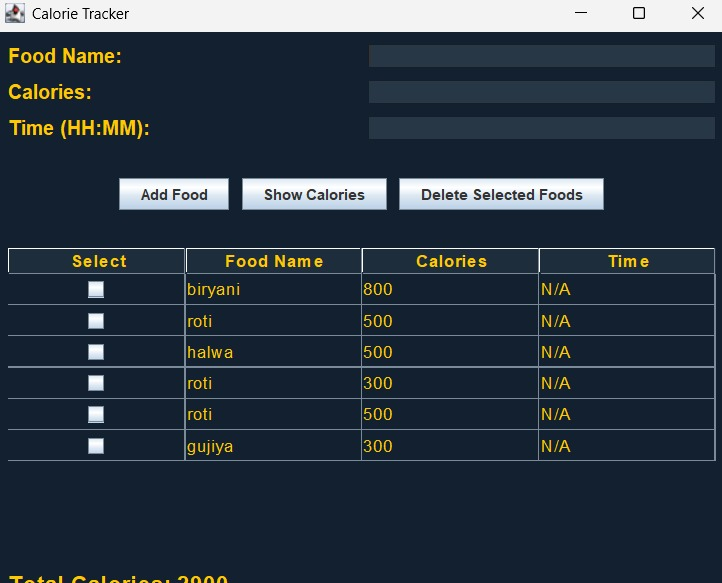 Calorie Tracker
Food Name:
Calories:
Time (HH:MM):
Add Food Show Calories Delete Selected Foods
Select Food Name Calories Time
biryani 800 N/A
roti 500 N/A
halwa 500 N/A
roti 300 N/A
roti 500 N/A
gujiya 300 N/A
Total Calories: 2900